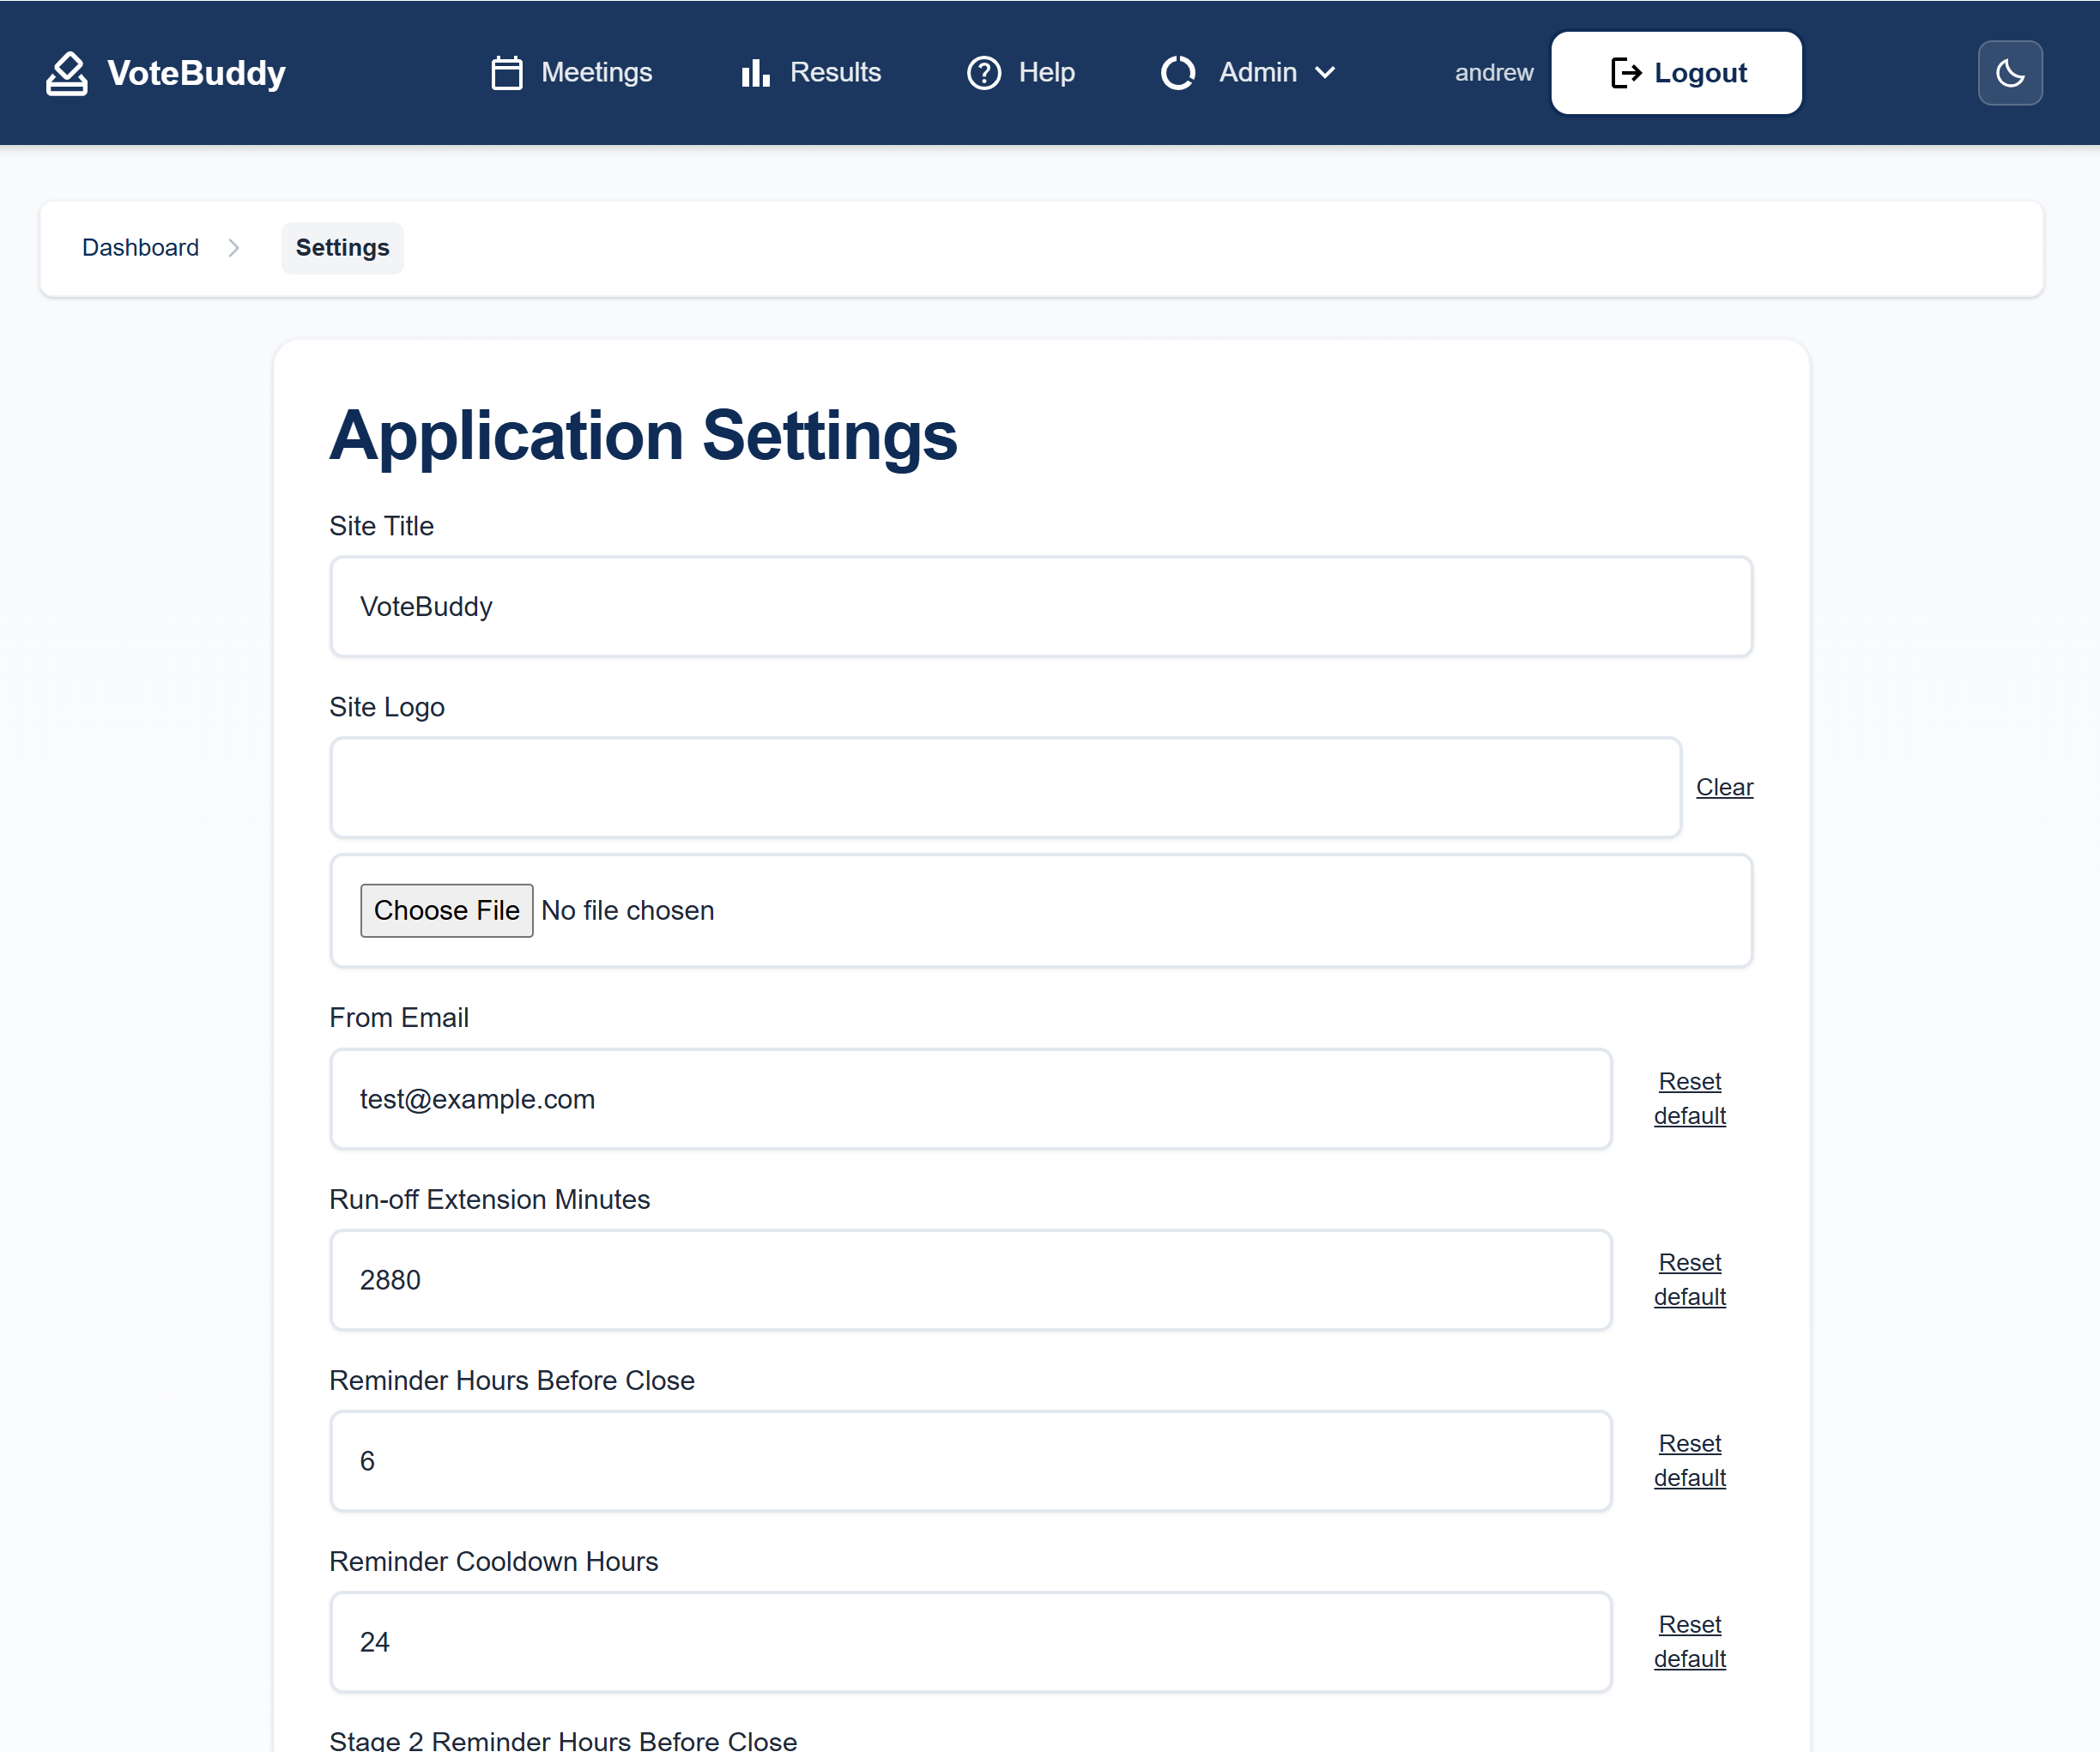 VoteBuddy
Meetings
Results
Help
Admin
andrew
Logout
Dashboard
Settings
Application Settings
Site Title
VoteBuddy
Site Logo
Clear
Choose File No file chosen
From Email
test@example.com
Reset
default
Run-off Extension Minutes
2880
Reset
default
Reminder Hours Before Close
6
Reset
default
Reminder Cooldown Hours
24
Reset
default
Stage 2 Reminder Hours Before Close